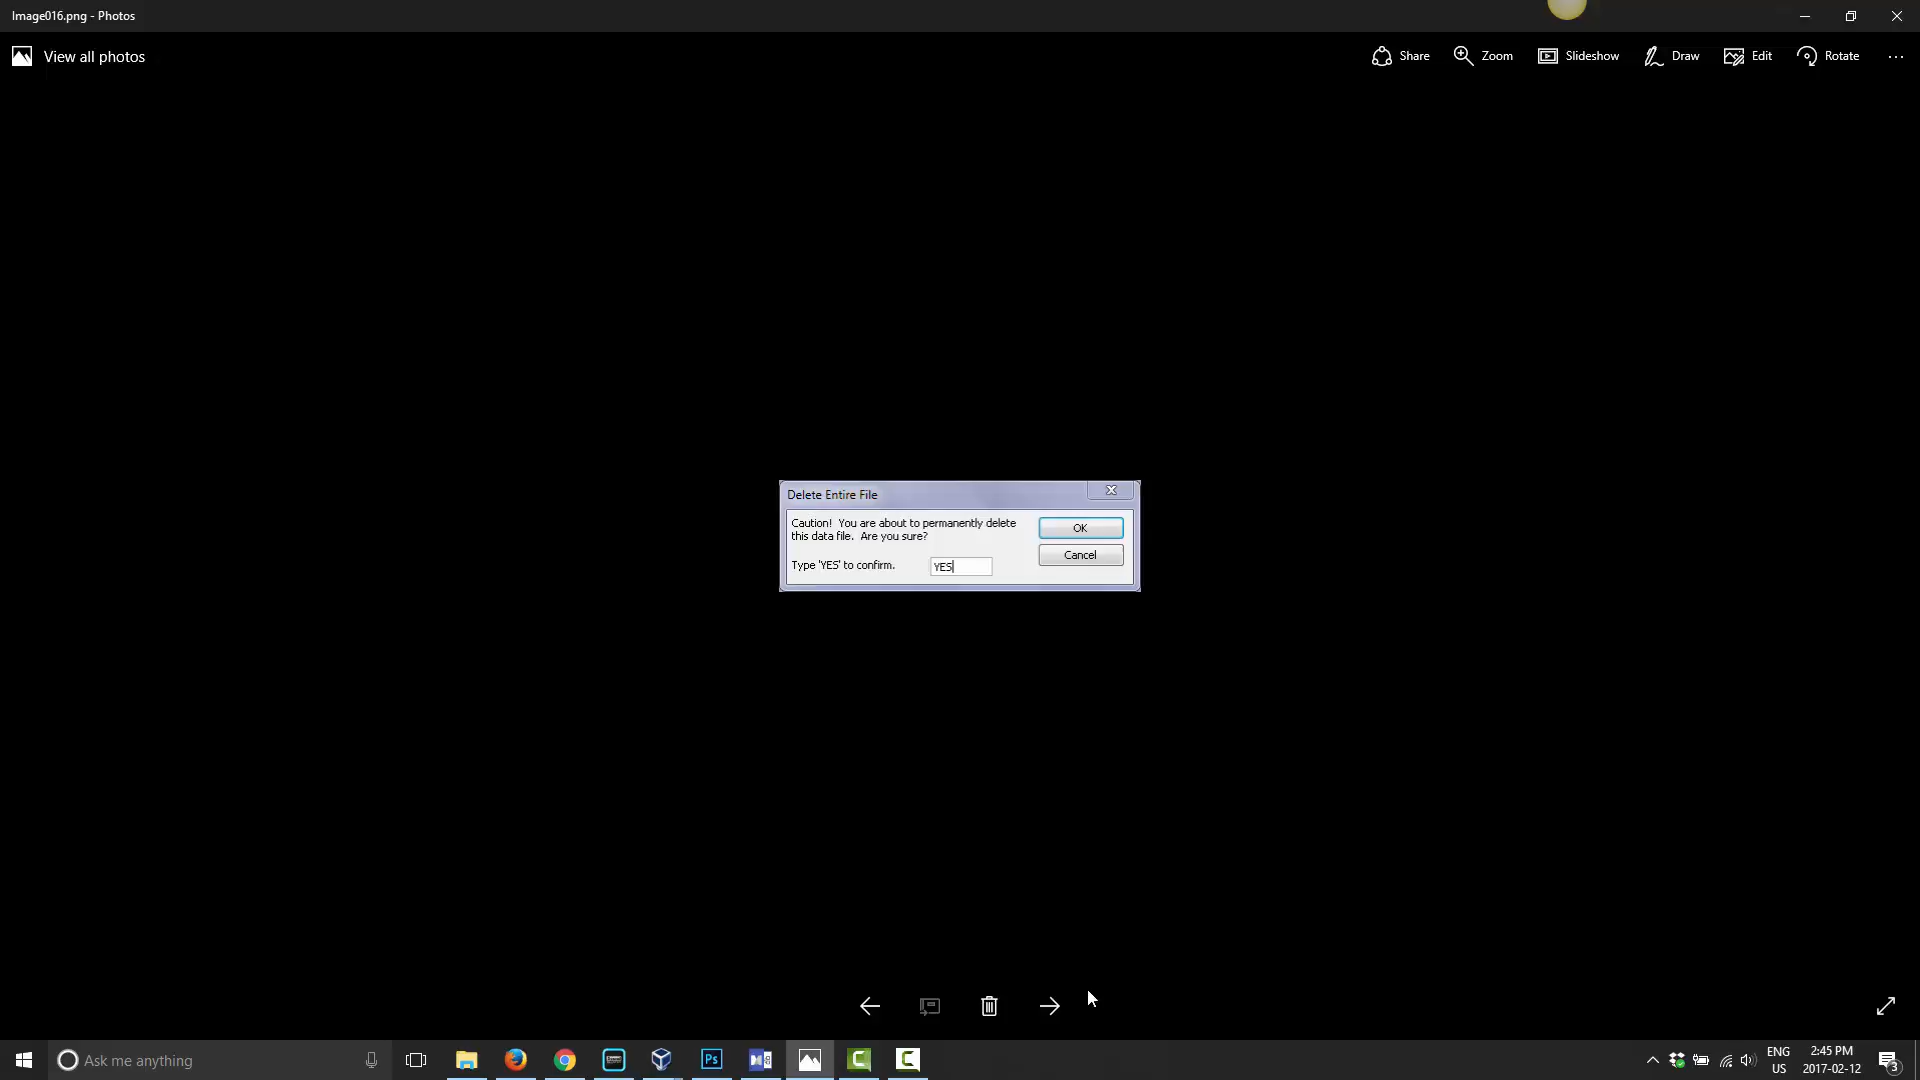 Image016.png - Photos
View all photos
Share
Zoom
Slideshow
Draw
Edit
Rotate
Delete Entire File
Caution! You are about to permanently delete
this data file. Are you sure?
OK
Cancel
Type 'YES' to confirm.
YES
Ask me anything
Ps
ENG
US
2:45 PM
2017-02-12
3